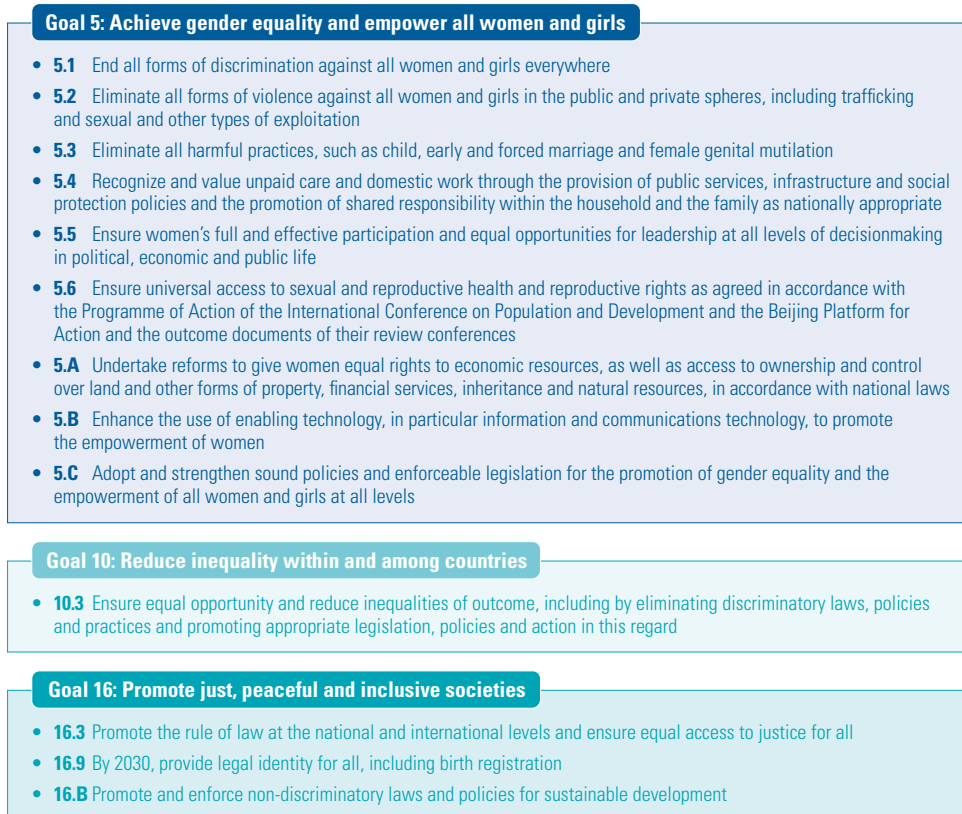 Goal 5: Achieve gender equality and empower all women and girls
• 5.1 End all forms of discrimination against all women and girls everywhere
• 5.2 Eliminate all forms of violence against all women and girls in the public and private spheres, including trafficking
and sexual and other types of exploitation
• 5.3 Eliminate all harmful practices, such as child, early and forced marriage and female genital mutilation
• 5.4 Recognize and value unpaid care and domestic work through the provision of public services, infrastructure and social
protection policies and the promotion of shared responsibility within the household and the family as nationally appropriate
• 5.5 Ensure women's full and effective participation and equal opportunities for leadership at all levels of decisionmaking
in political, economic and public life
• 5.6 Ensure universal access to sexual and reproductive health and reproductive rights as agreed in accordance with
the Programme of Action of the International Conference on Population and Development and the Beijing Platform for
Action and the outcome documents of their review conferences
• 5.A Undertake reforms to give women equal rights to economic resources, as well as access to ownership and control
over land and other forms of property, financial services, inheritance and natural resources, in accordance with national laws
• 5.B Enhance the use of enabling technology, in particular information and communications technology, to promote
the empowerment of women
• 5.C Adopt and strengthen sound policies and enforceable legislation for the promotion of gender equality and the
empowerment of all women and girls at all levels
Goal 10: Reduce inequality within and among countries
• 10.3 Ensure equal opportunity and reduce inequalities of outcome, including by eliminating discriminatory laws, policies
and practices and promoting appropriate legislation, policies and action in this regard
Goal 16: Promote just, peaceful and inclusive societies
• 16.3 Promote the rule of law at the national and international levels and ensure equal access to justice for all
• 16.9 By 2030, provide legal identity for all, including birth registration
• 16.B Promote and enforce non-discriminatory laws and policies for sustainable development